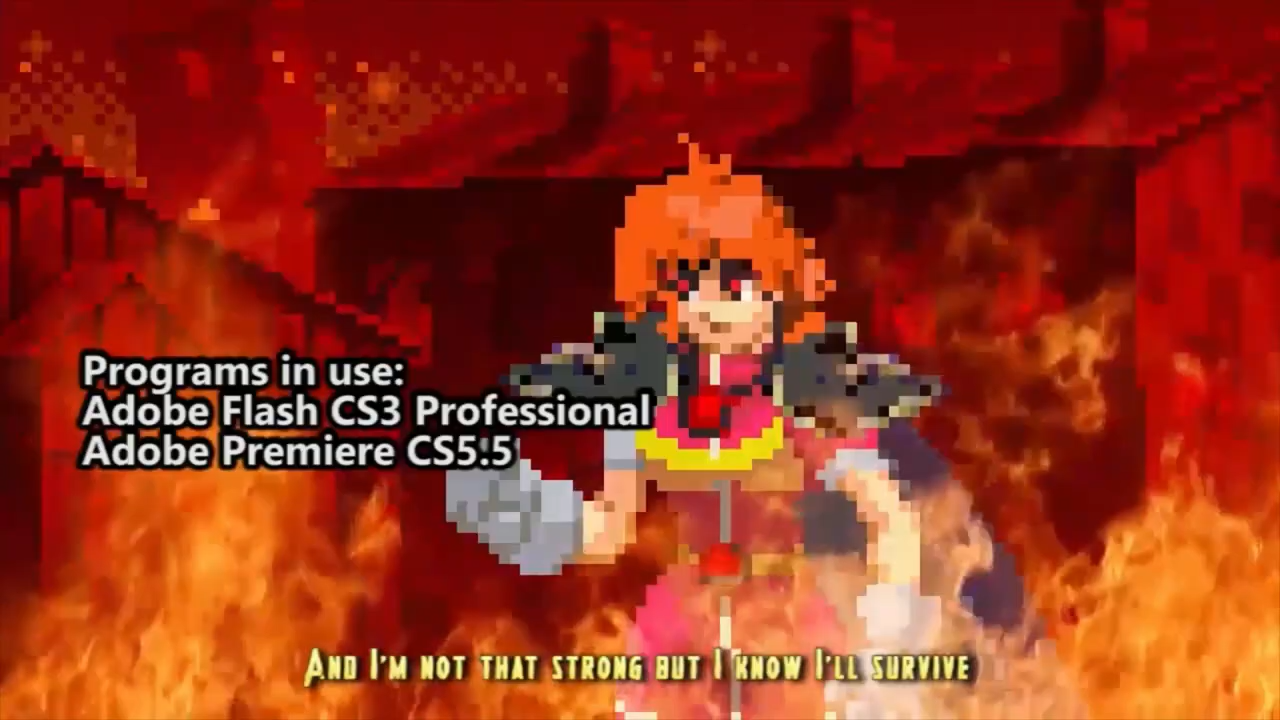 Programs in use:
Adobe Flash CS3 Professional
Adobe Premiere CS5.5
And I'm not that strong but I know I'll survive